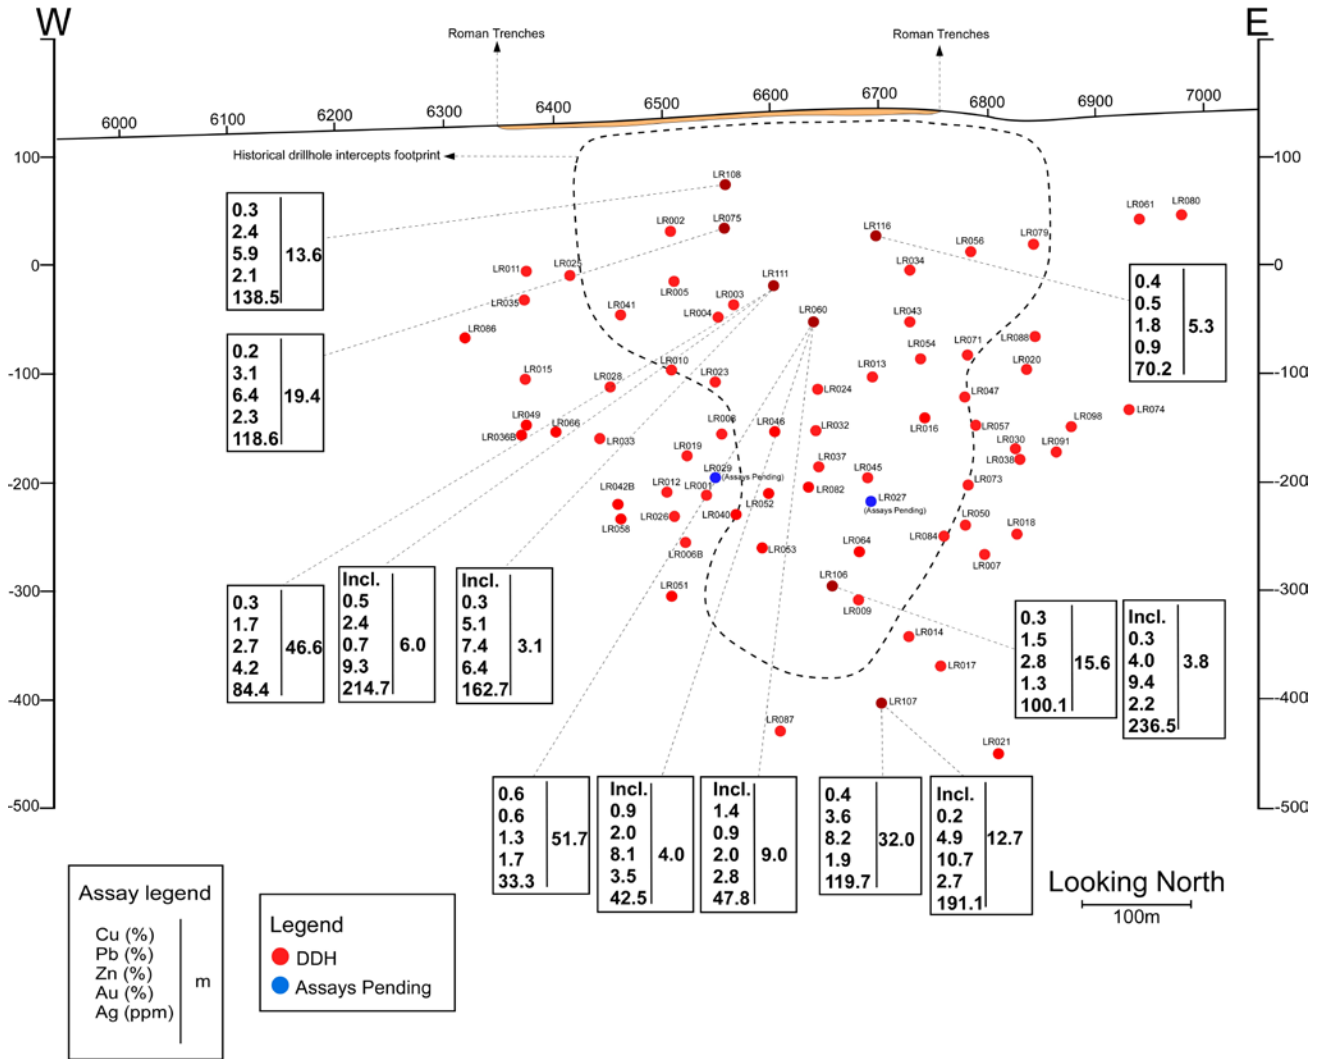 W
E
Roman Trenches
Roman Trenches
6000
6100
6200
6300
6400
6500
6600
6700
6800
6900
7000
Historical drillhole intercepts footprint
100
0
-100
-200
-300
-400
-500
100
0
-100
-200
-300
-400
-500
LR108
LR002
LR075
LR116
LR061
LR080
LR079
LR056
LR034
LR011
LR025
LR005
LR111
LR035
LR003
LR004
LR041
LR060
LR086
LR043
LR088
LR054
LR071
LR020
LR010
LR015
LR028
LR023
LR024
LR013
LR047
LR074
LR049
LR036B
LR066
LR033
LR008
LR046
LR032
LR016
LR057
LR098
LR030
LR038
LR091
LR019
LR037
LR029
(Assays Pending)
LR045
LR027
(Assays Pending)
LR073
LR012
LR001
LR082
LR052
LR042B
LR058
LR026
LR040
LR050
LR018
LR084
LR006B
LR053
LR064
LR007
LR051
LR106
LR009
LR014
LR017
LR107
LR087
LR021
0.3
2.4
5.9
2.1
138.5
13.6
0.2
3.1
6.4
2.3
118.6
19.4
0.4
0.5
1.8
0.9
70.2
5.3
0.3
1.7
2.7
4.2
84.4
46.6
Incl.
0.5
2.4
0.7
9.3
214.7
6.0
Incl.
0.3
5.1
7.4
6.4
162.7
3.1
0.3
1.5
2.8
1.3
100.1
15.6
Incl.
0.3
4.0
9.4
2.2
236.5
3.8
0.6
0.6
1.3
1.7
33.3
51.7
Incl.
0.9
2.0
8.1
3.5
42.5
4.0
Incl.
1.4
0.9
2.0
2.8
47.8
9.0
0.4
3.6
8.2
1.9
119.7
32.0
Incl.
0.2
4.9
10.7
2.7
191.1
12.7
Assay legend
Cu (%)
Pb (%)
Zn (%)
Au (%)
Ag (ppm)
m
Legend
DDH
Assays Pending
Looking North
100m